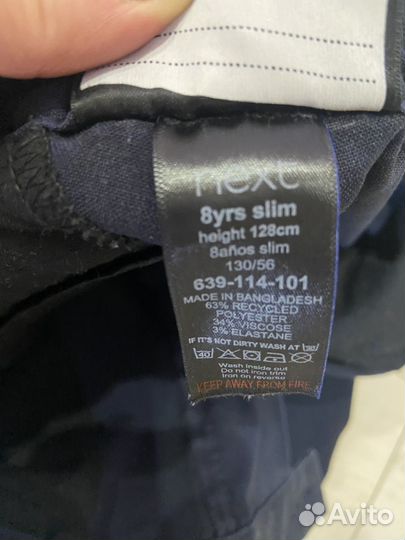 next
8yrs slim
height 128cm
8años slim
130/56
639-114-101
MADE IN BANGLADESH
63% RECYCLED
POLYESTER
34% VISCOSE
3% ELASTANE
IF IT'S NOT DIRTY WASH AT 30
30
Wash inside out
Do not iron trim
Iron on reverse
KEEP AWAY FROM FIRE
Avito